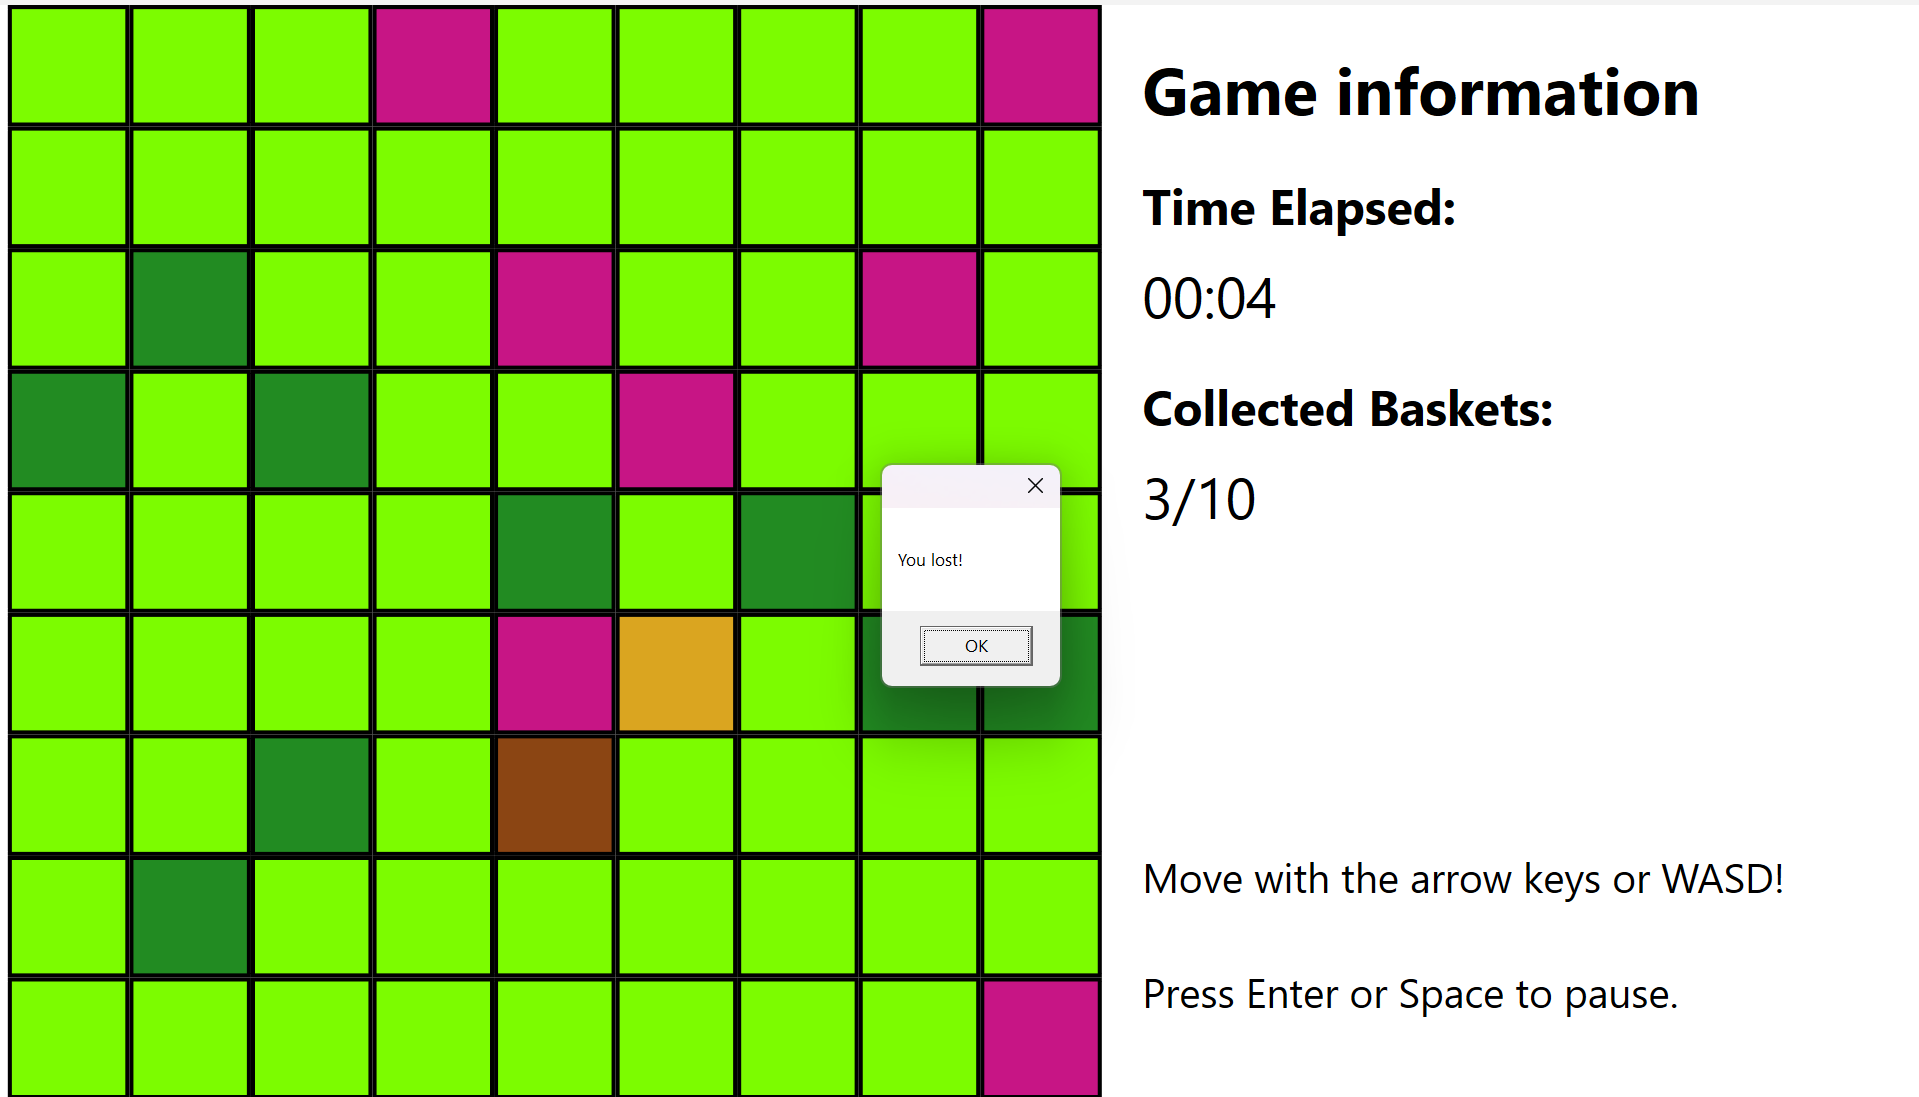 Game information
Time Elapsed:
00:04
Collected Baskets:
3/10
You lost!
OK
Move with the arrow keys or WASD!
Press Enter or Space to pause.